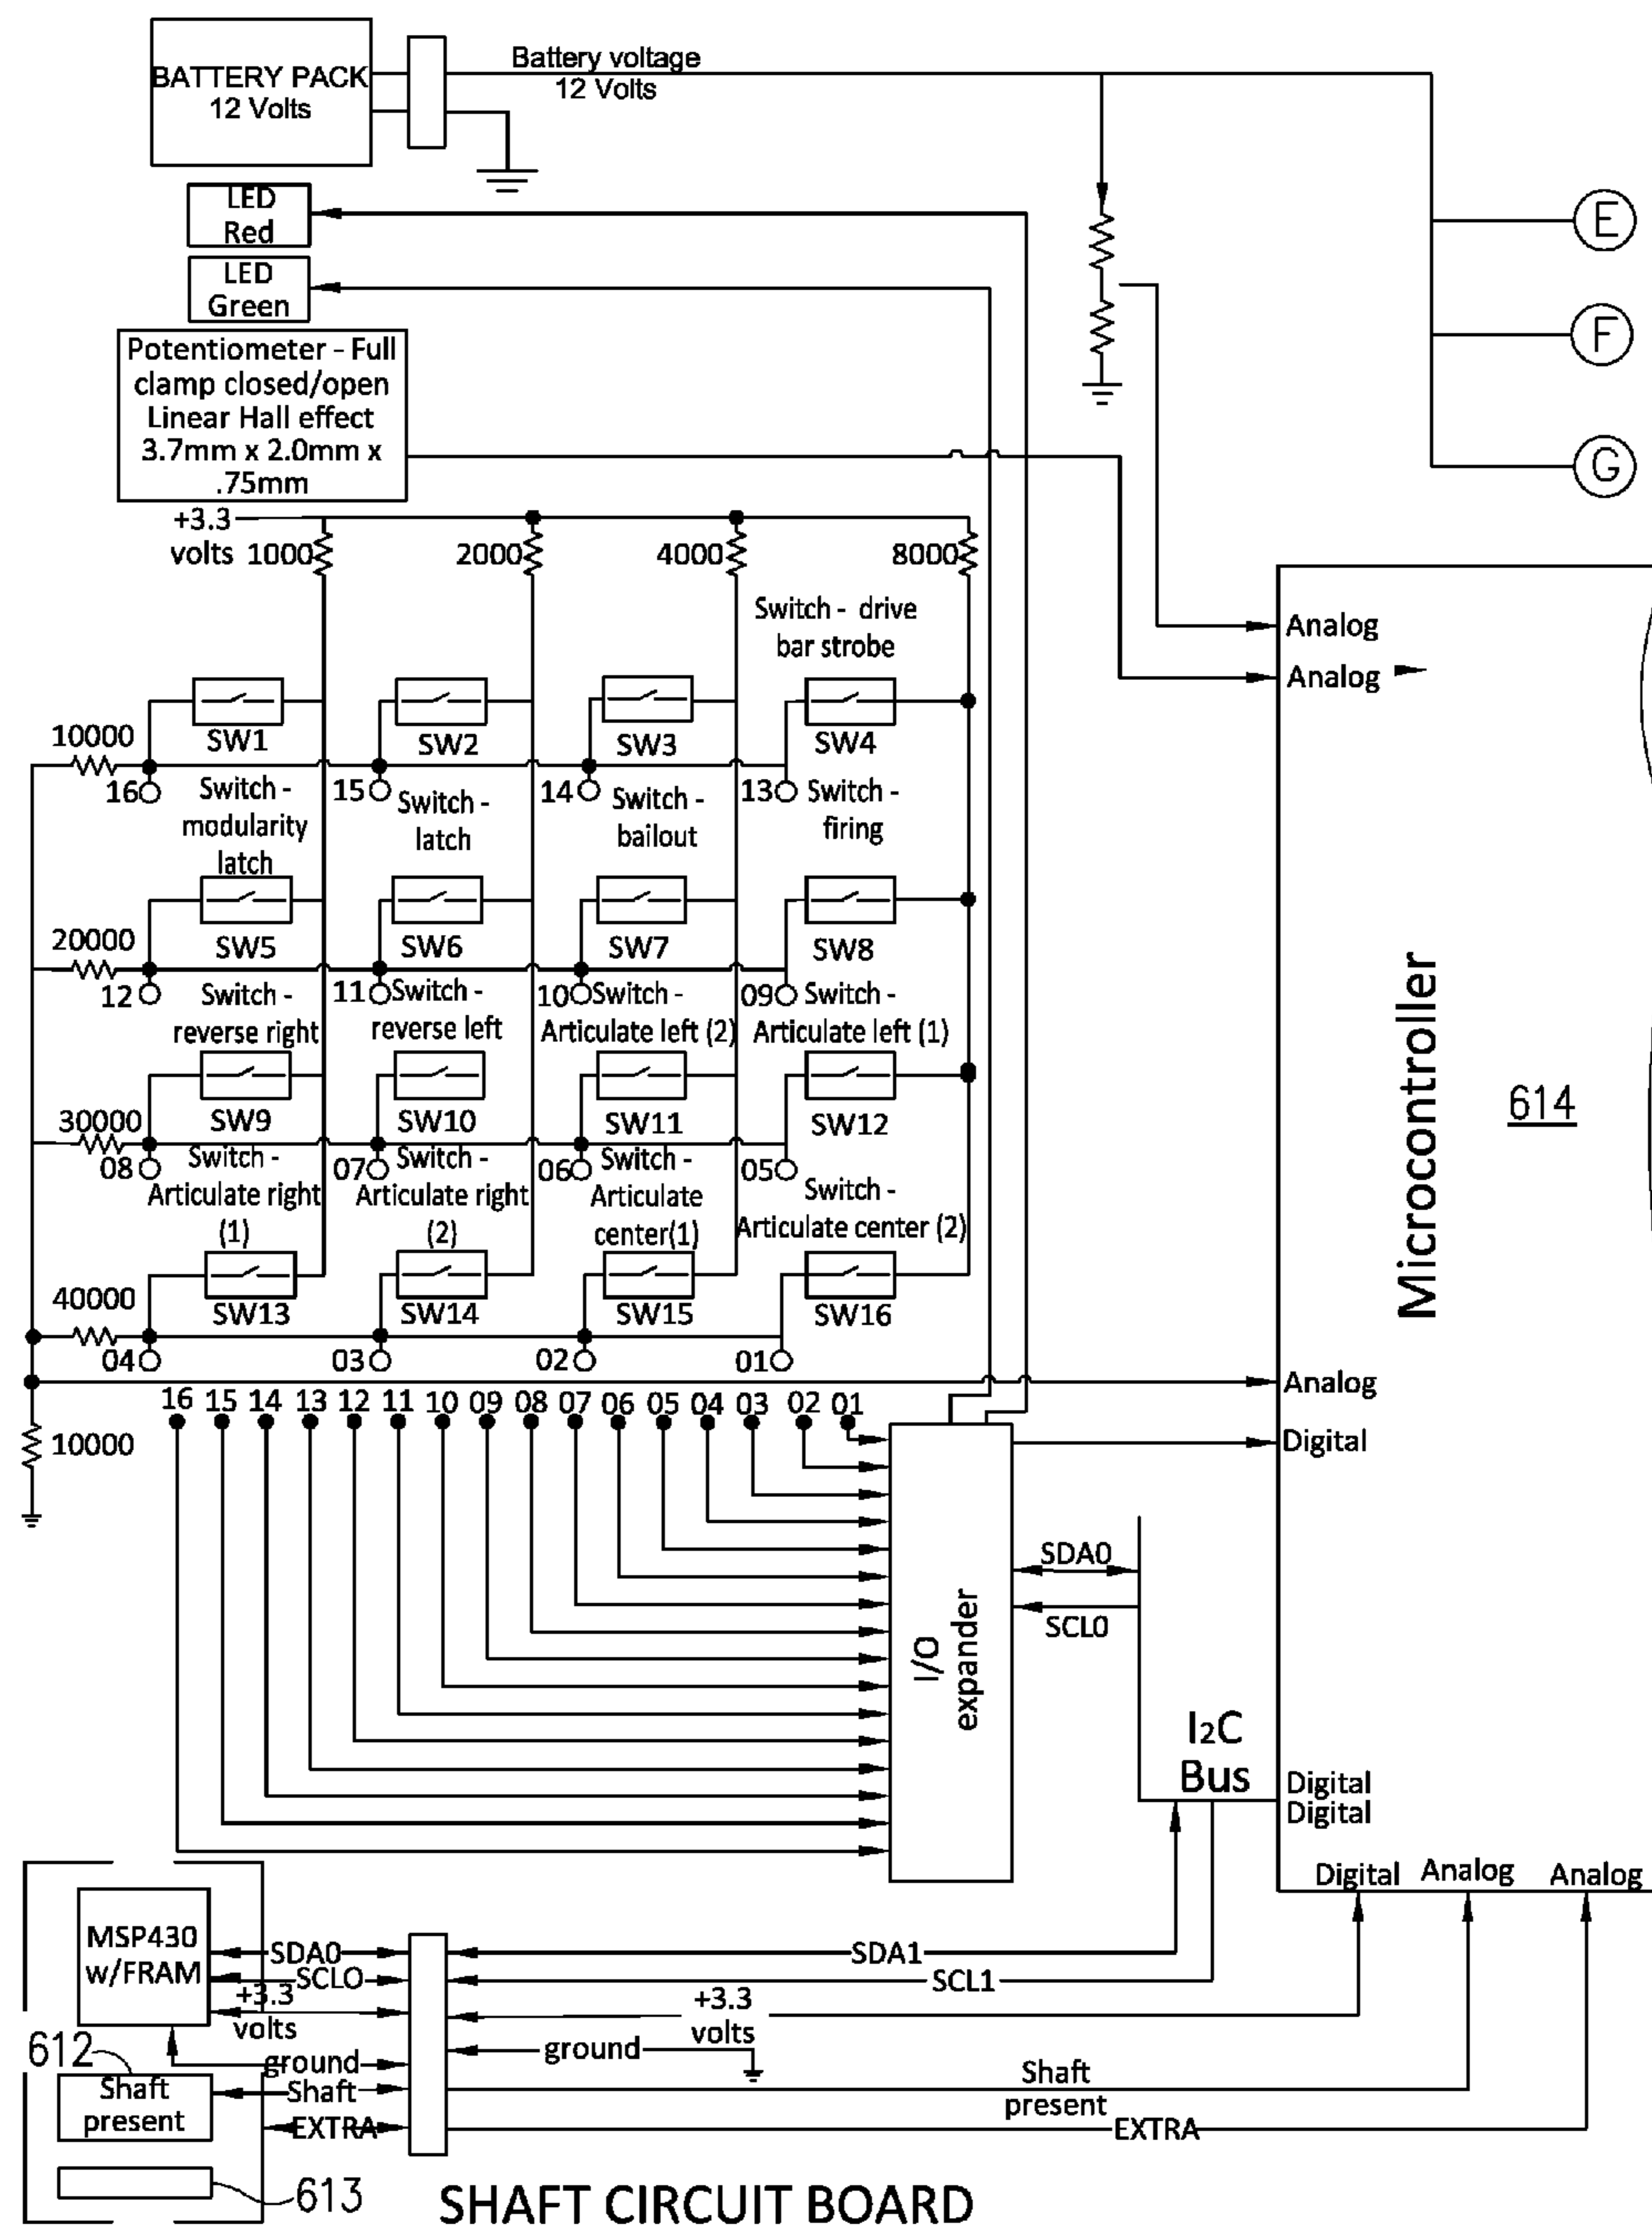 BATTERY PACK
12 Volts
Battery voltage
12 Volts
LED
Red
LED
Green
E
F
G
Potentiometer - Full
clamp closed/open
Linear Hall effect
3.7mm x 2.0mm x
.75mm
+3.3
volts
1000
2000
4000
8000
Switch - drive
bar strobe
Analog
Analog
10000
SW1
SW2
SW3
SW4
16
15
14
13
Switch -
modularity
latch
Switch -
latch
Switch -
bailout
Switch -
firing
20000
SW5
SW6
SW7
SW8
12
11
10
09
Switch -
reverse right
Switch -
reverse left
Switch -
Articulate left (2)
Switch -
Articulate left (1)
30000
SW9
SW10
SW11
SW12
08
07
06
05
Switch -
Articulate right
(1)
Switch -
Articulate right
(2)
Switch -
Articulate
center(1)
Switch -
Articulate center (2)
Microcontroller
614
40000
SW13
SW14
SW15
SW16
04
03
02
01
Analog
16 15 14 13 12 11 10 09 08 07 06 05 04 03 02 01
10000
Digital
I/O
expander
SDA0
SCL0
I2C
Bus
Digital
Digital
Digital
Analog
Analog
MSP430
w/FRAM
SDA0
SCLO
+3.3
volts
ground
Shaft
EXTRA
SDA1
SCL1
+3.3
volts
ground
Shaft
present
EXTRA
612
Shaft
present
613
SHAFT CIRCUIT BOARD